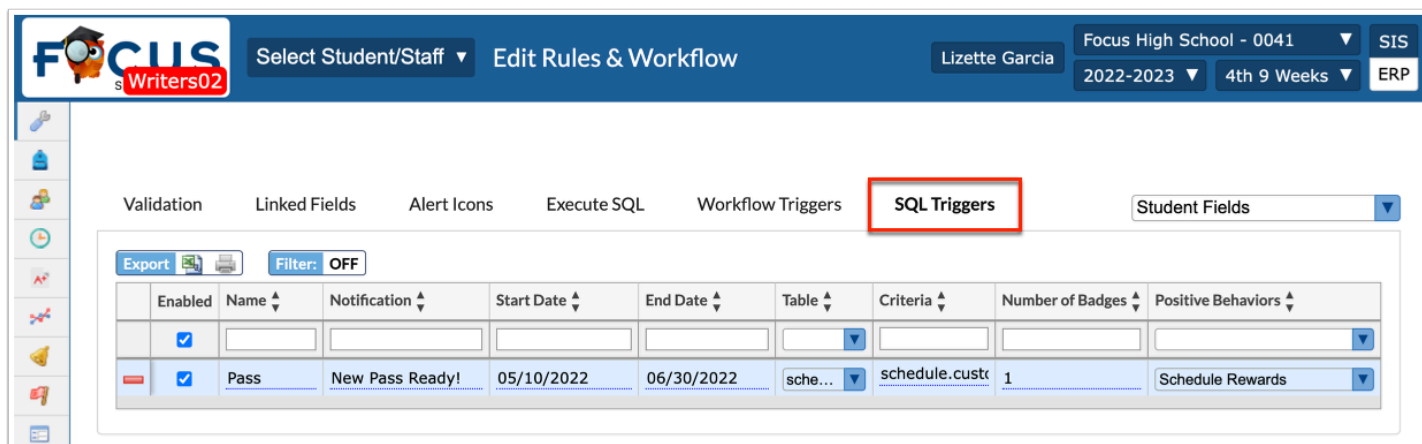 FOCUS
S
Writers02
Select Student/Staff
Edit Rules & Workflow
Lizette Garcia
Focus High School - 0041
SIS
2022-2023
4th 9 Weeks
ERP
Validation
Linked Fields
Alert Icons
Execute SQL
Workflow Triggers
SQL Triggers
Student Fields
Export
Filter: OFF
Enabled
Name
Notification
Start Date
End Date
Table
Criteria
Number of Badges
Positive Behaviors
Pass
New Pass Ready!
05/10/2022
06/30/2022
sche...
schedule.custo
1
Schedule Rewards
A+